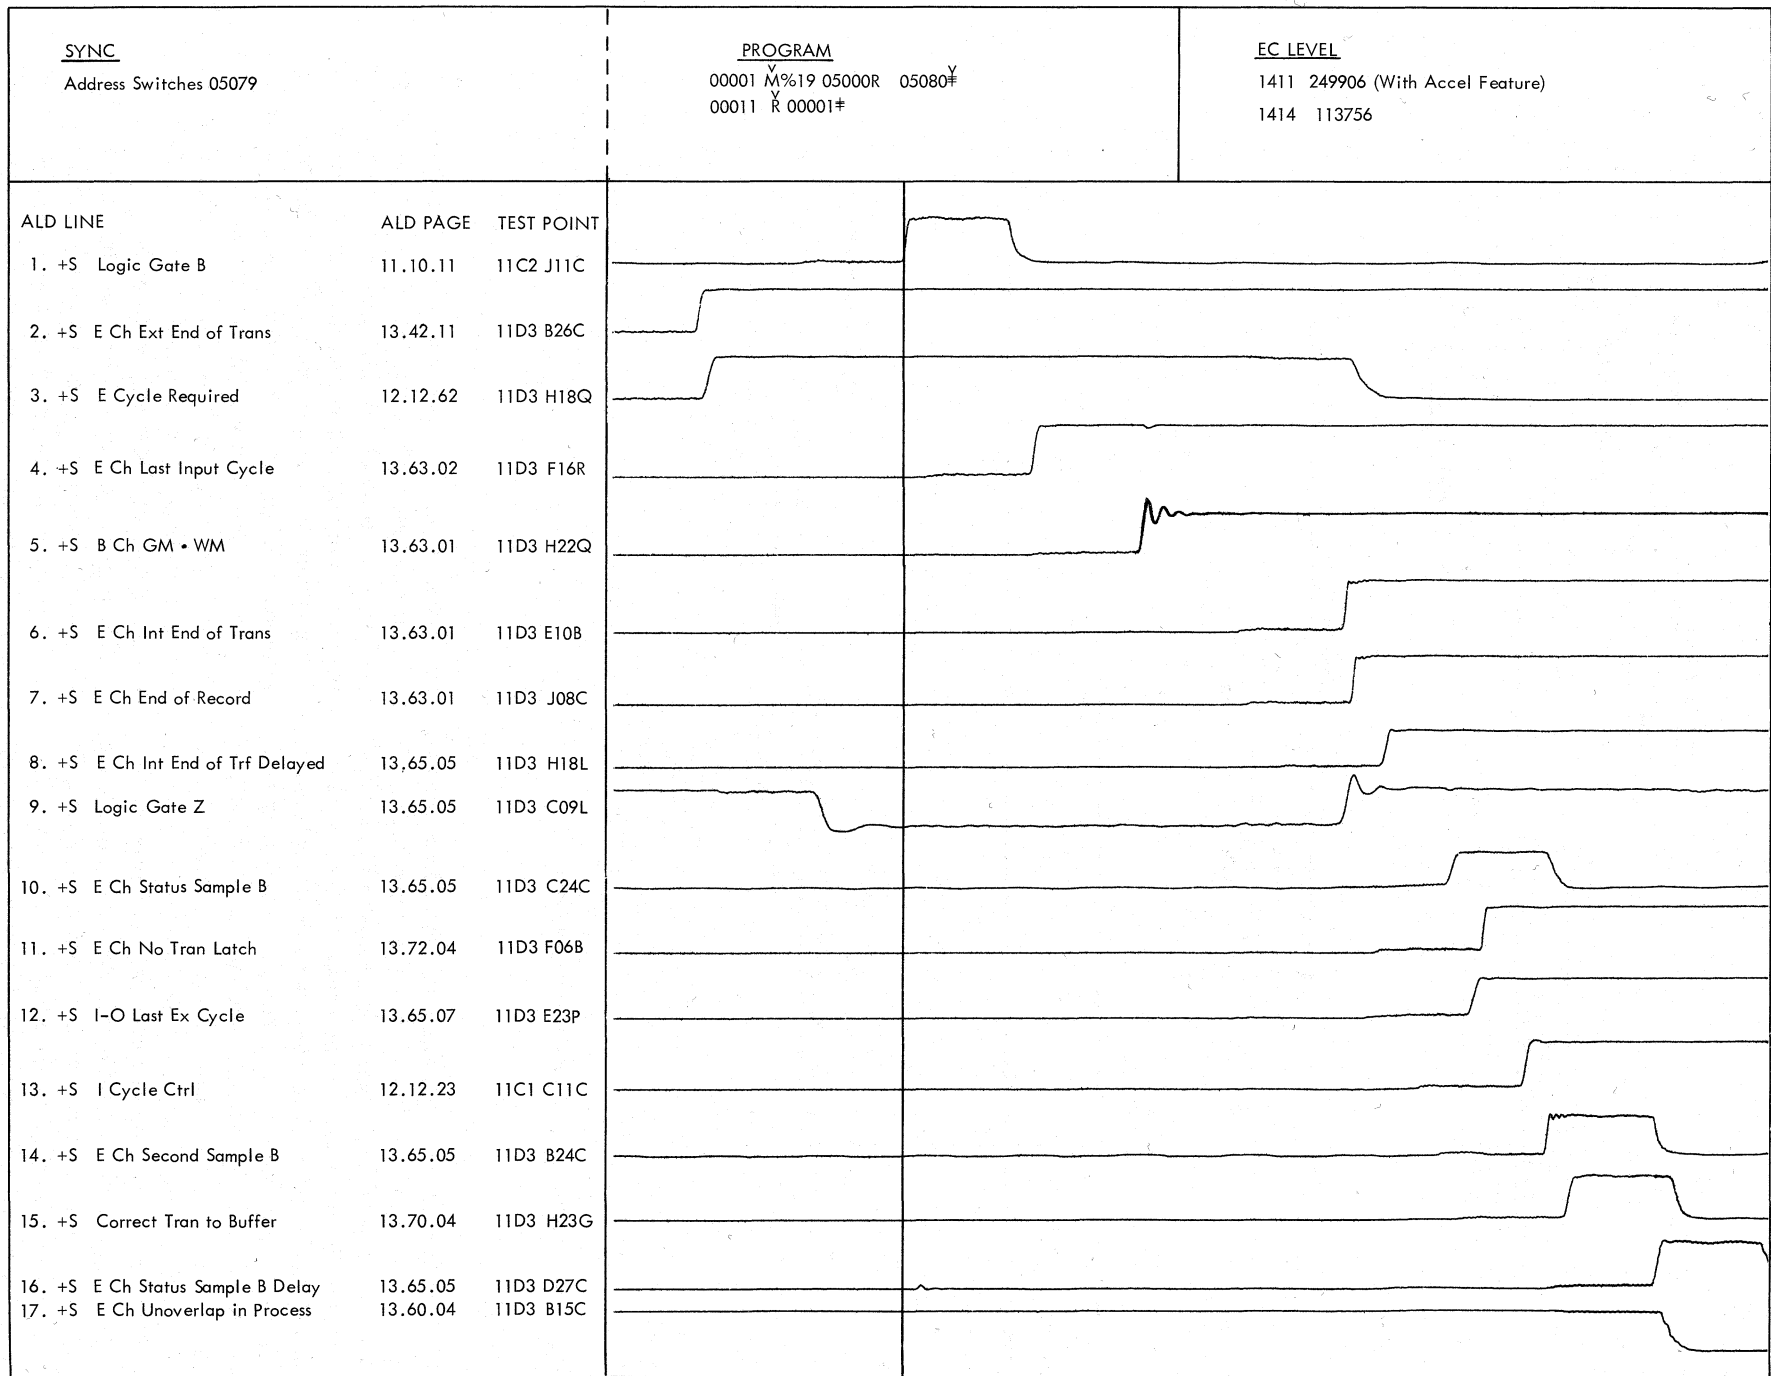 SYNC
Address Switches 05079
PROGRAM
00001 M̌%19 05000R 05080⯒̌
00011 Ř 00001⯒
EC LEVEL
1411 249906 (With Accel Feature)
1414 113756
ALD LINE ALD PAGE TEST POINT
1. +S Logic Gate B 11.10.11 11C2 J11C
2. +S E Ch Ext End of Trans 13.42.11 11D3 B26C
3. +S E Cycle Required 12.12.62 11D3 H18Q
4. +S E Ch Last Input Cycle 13.63.02 11D3 F16R
5. +S B Ch GM • WM 13.63.01 11D3 H22Q
6. +S E Ch Int End of Trans 13.63.01 11D3 E10B
7. +S E Ch End of Record 13.63.01 11D3 J08C
8. +S E Ch Int End of Trf Delayed 13.65.05 11D3 H18L
9. +S Logic Gate Z 13.65.05 11D3 C09L
10. +S E Ch Status Sample B 13.65.05 11D3 C24C
11. +S E Ch No Tran Latch 13.72.04 11D3 F06B
12. +S I-O Last Ex Cycle 13.65.07 11D3 E23P
13. +S I Cycle Ctrl 12.12.23 11C1 C11C
14. +S E Ch Second Sample B 13.65.05 11D3 B24C
15. +S Correct Tran to Buffer 13.70.04 11D3 H23G
16. +S E Ch Status Sample B Delay 13.65.05 11D3 D27C
17. +S E Ch Unoverlap in Process 13.60.04 11D3 B15C